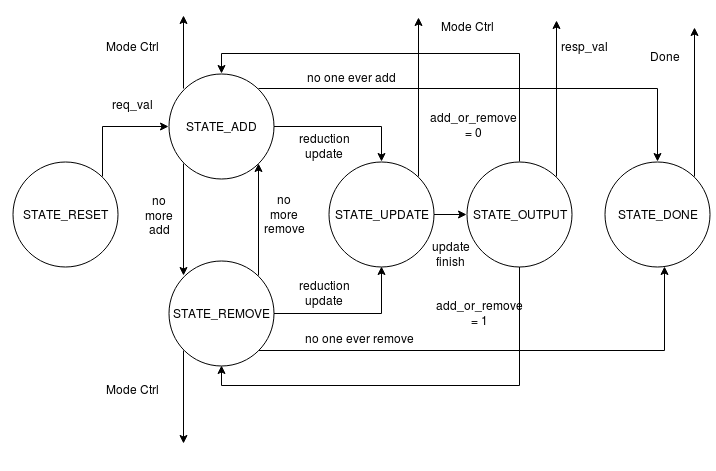 Mode Ctrl
Mode Ctrl
resp_val
Done
no one ever add
req_val
add_or_remove
= 0
STATE_ADD
reduction
update
no
more
add
no
more
remove
STATE_RESET
STATE_UPDATE
STATE_OUTPUT
STATE_DONE
update
finish
reduction
update
add_or_remove
= 1
STATE_REMOVE
no one ever remove
Mode Ctrl